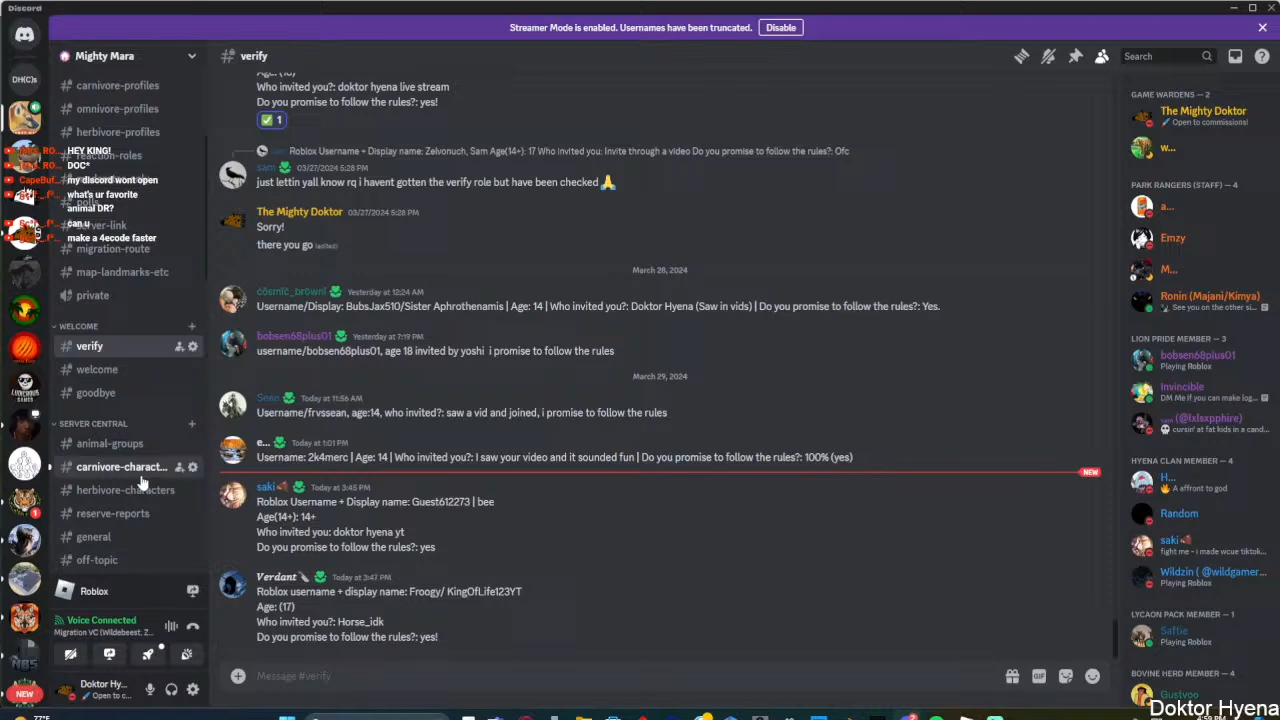 Discord
Streamer Mode is enabled. Usernames have been truncated.
Disable
Mighty Mara
verify
Search
DH(C)s
carnivore-profiles
omnivore-profiles
herbivore-profiles
reaction-roles
polls
server-link
migration-route
map-landmarks-etc
private
HEY KING!
DOC*
my discord wont open
what's ur favorite
animal DR?
can u
make a 4ecode faster
WELCOME
verify
welcome
goodbye
SERVER CENTRAL
animal-groups
carnivore-charact...
herbivore-characters
reserve-reports
general
off-topic
Roblox
Voice Connected
Migration VC (Wildebeest, Z...
Doktor Hy...
Open to c...
NEW
77°F
Who invited you?: doktor hyena live stream
Do you promise to follow the rules?: yes!
1
Roblox Username + Display name: Zelvonuch, Sam Age(14+): 17 Who invited you: Invite through a video Do you promise to follow the rules?: Ofc
sam 03/27/2024 5:28 PM
just lettin yall know rq i havent gotten the verify role but have been checked
The Mighty Doktor 03/27/2024 5:28 PM
Sorry!
there you go (edited)
March 28, 2024
cosmic_br0wn! Yesterday at 12:24 AM
Username/Display: BubsJax510/Sister Aphrothenamis | Age: 14 | Who invited you?: Doktor Hyena (Saw in vids) | Do you promise to follow the rules?: Yes.
bobsen68plus01 Yesterday at 7:19 PM
username/bobsen68plus01, age 18 invited by yoshi i promise to follow the rules
March 29, 2024
Sean Today at 11:56 AM
Username/frvssean, age:14, who invited?: saw a vid and joined, i promise to follow the rules
e... Today at 1:01 PM
Username: 2k4merc | Age: 14 | Who invited you?: I saw your video and it sounded fun | Do you promise to follow the rules?: 100% (yes)
NEW
saki Today at 3:45 PM
Roblox Username + Display name: Guest612273 | bee
Age(14+): 14+
Who invited you: doktor hyena yt
Do you promise to follow the rules?: yes
Verdant Today at 3:47 PM
Roblox username + display name: Froogy/ KingOfLife123YT
Age: (17)
Who invited you?: Horse_idk
Do you promise to follow the rules?: yes!
Message #verify
GIF
GAME WARDENS — 2
The Mighty Doktor
Open to commissions!
w...
PARK RANGERS (STAFF) — 4
a...
Emzy
M...
Ronin (Majani/Kimya)
See you on the other si...
LION PRIDE MEMBER — 3
bobsen68plus01
Playing Roblox
Invincible
DM Me If you can make log...
sam (@fxlsxpphire)
cursin' at fat kids in a cand...
HYENA CLAN MEMBER — 4
H...
A affront to god
Random
saki
fight me - i made wcue tiktok...
Wildzin ( @wildgamer...
Playing Roblox
LYCAON PACK MEMBER — 1
Saftie
Playing Roblox
BOVINE HERD MEMBER — 4
Gustvoo
Doktor Hyena